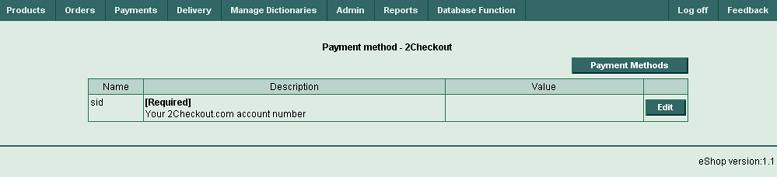 Products Orders Payments Delivery Manage Dictionaries Admin Reports Database Function Log off Feedback
Payment method - 2Checkout
Payment Methods
Name Description Value
sid [Required] Edit
Your 2Checkout.com account number
eShop version:1.1